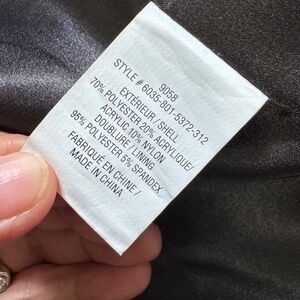 9058
STYLE # 6035-801-5372-312
EXTÉRIEUR / SHELL
70% POLYESTER 20% ACRYLIQUE/
ACRYLIC 10% NYLON
DOUBLURE / LINING
95% POLYESTER 5% SPANDEX
FABRIQUÉ EN CHINE /
MADE IN CHINA